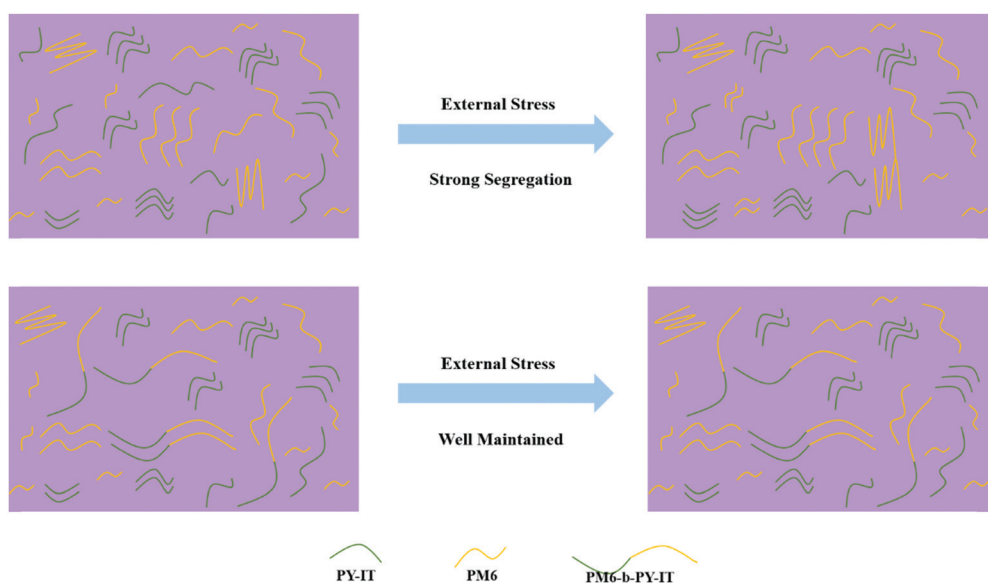 External Stress
Strong Segregation
External Stress
Well Maintained
PY-IT
PM6
PM6-b-PY-IT